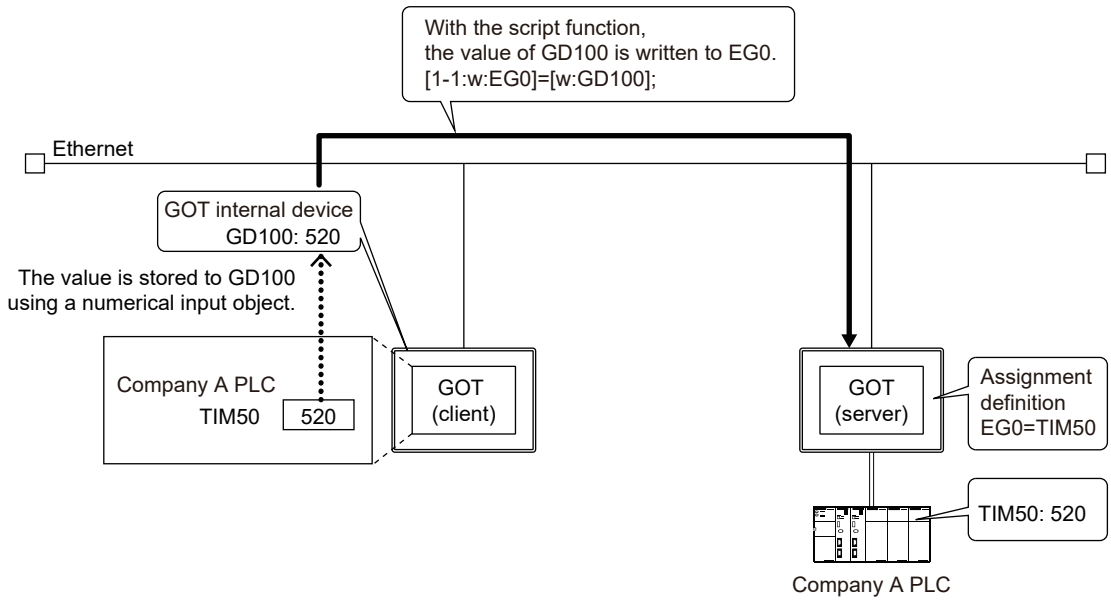 With the script function,
the value of GD100 is written to EG0.
[1-1:w:EG0]=[w:GD100];
Ethernet
GOT internal device
GD100: 520
The value is stored to GD100
using a numerical input object.
Company A PLC
TIM50 520
GOT
(client)
GOT
(server)
Assignment
definition
EG0=TIM50
TIM50: 520
Company A PLC